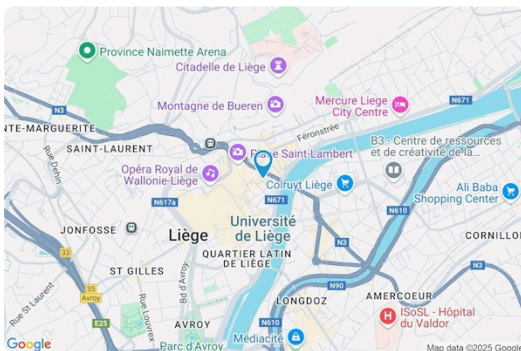 Province Naimette Arena
Citadelle de Liège
N3
Montagne de Bueren
Mercure Liege
City Centre
N671
NTE-MARGUERITE
Féronstrée
SAINT-LAURENT
Place Saint-Lambert
B3 - Centre de ressources
et de créativité de la...
Rue Dehin
Opéra Royal de
Wallonie-Liège
Colruyt Liège
Ali Baba
Shopping Center
N617a
N671
N610
JONFOSSE
Liège
Université
de Liège
N3
CORNILLO
33
QUARTIER LATIN
DE LIÈGE
ST GILLES
Bd d'Avroy
N3
35
Avroy
N90
Rue St Laurent
Rue Louvrex
LONGDOZ
AMERCOEUR
E25
AVROY
N610
ISoSL - Hôpital
du Valdor
Médiacité
Parc d'Avroy
Google
Map data ©2025 Google